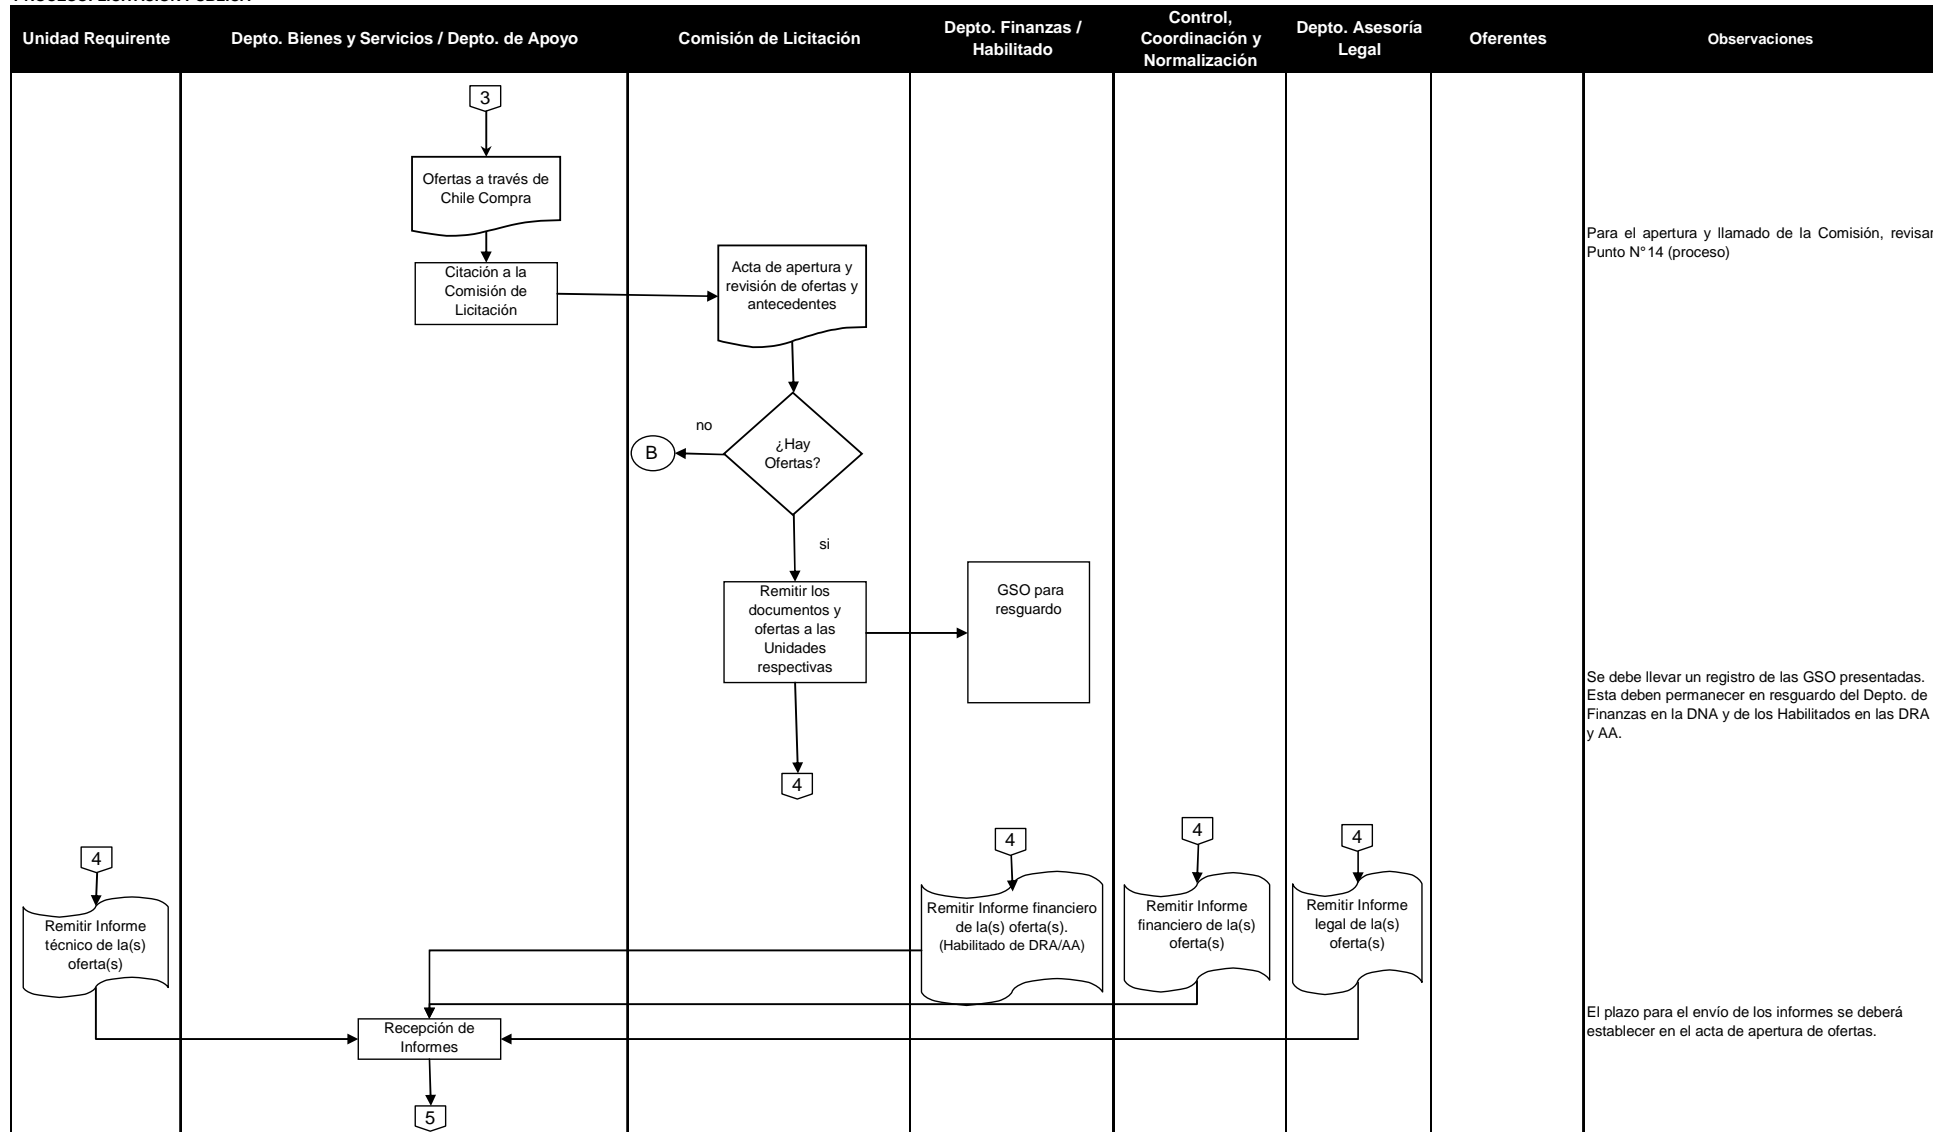 Unidad Requirente
Depto. Bienes y Servicios / Depto. de Apoyo
Comisión de Licitación
Depto. Finanzas /
Habilitado
Control,
Coordinación y
Normalización
Depto. Asesoría
Legal
Oferentes
Observaciones
3
Ofertas a través de
Chile Compra
Citación a la
Comisión de
Licitación
Acta de apertura y
revisión de ofertas y
antecedentes
Para el apertura y llamado de la Comisión, revisar
Punto N°14 (proceso)
¿Hay
Ofertas?
no
B
si
Remitir los
documentos y
ofertas a las
Unidades
respectivas
GSO para
resguardo
Se debe llevar un registro de las GSO presentadas.
Esta deben permanecer en resguardo del Depto. de
Finanzas en la DNA y de los Habilitados en las DRA
y AA.
4
4
4
4
4
Remitir Informe
técnico de la(s)
oferta(s)
Remitir Informe financiero
de la(s) oferta(s).
(Habilitado de DRA/AA)
Remitir Informe
financiero de la(s)
oferta(s)
Remitir Informe
legal de la(s)
oferta(s)
Recepción de
Informes
El plazo para el envío de los informes se deberá
establecer en el acta de apertura de ofertas.
5